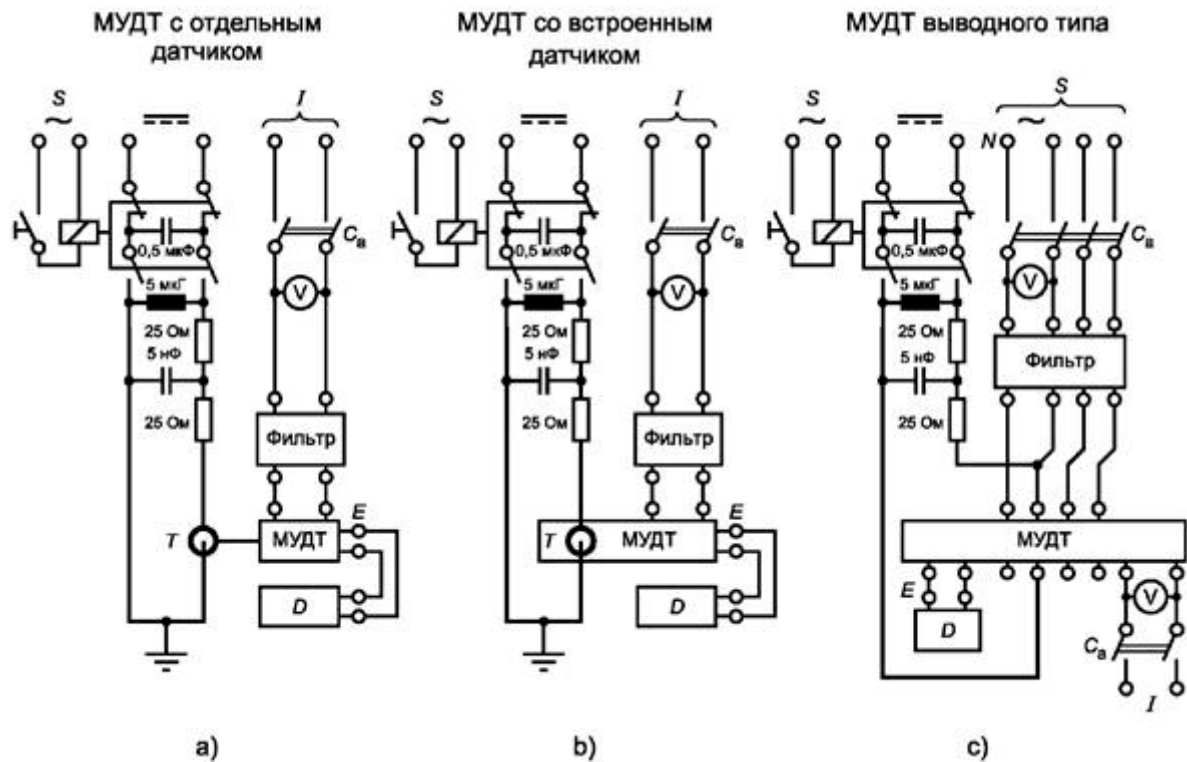 МУДТ с отдельным
датчиком
S
~
I
0,5 мкФ
Cв
5 мкГ
V
25 Ом
5 нФ
25 Ом
Фильтр
T
МУДТ
E
D
a)
МУДТ со встроенным
датчиком
S
~
I
0,5 мкФ
Cв
5 мкГ
V
25 Ом
5 нФ
25 Ом
Фильтр
T
МУДТ
E
D
b)
МУДТ выводного типа
S
~
S
~
N
0,5 мкФ
Cв
5 мкГ
V
25 Ом
5 нФ
Фильтр
25 Ом
МУДТ
E
D
V
Cв
I
c)